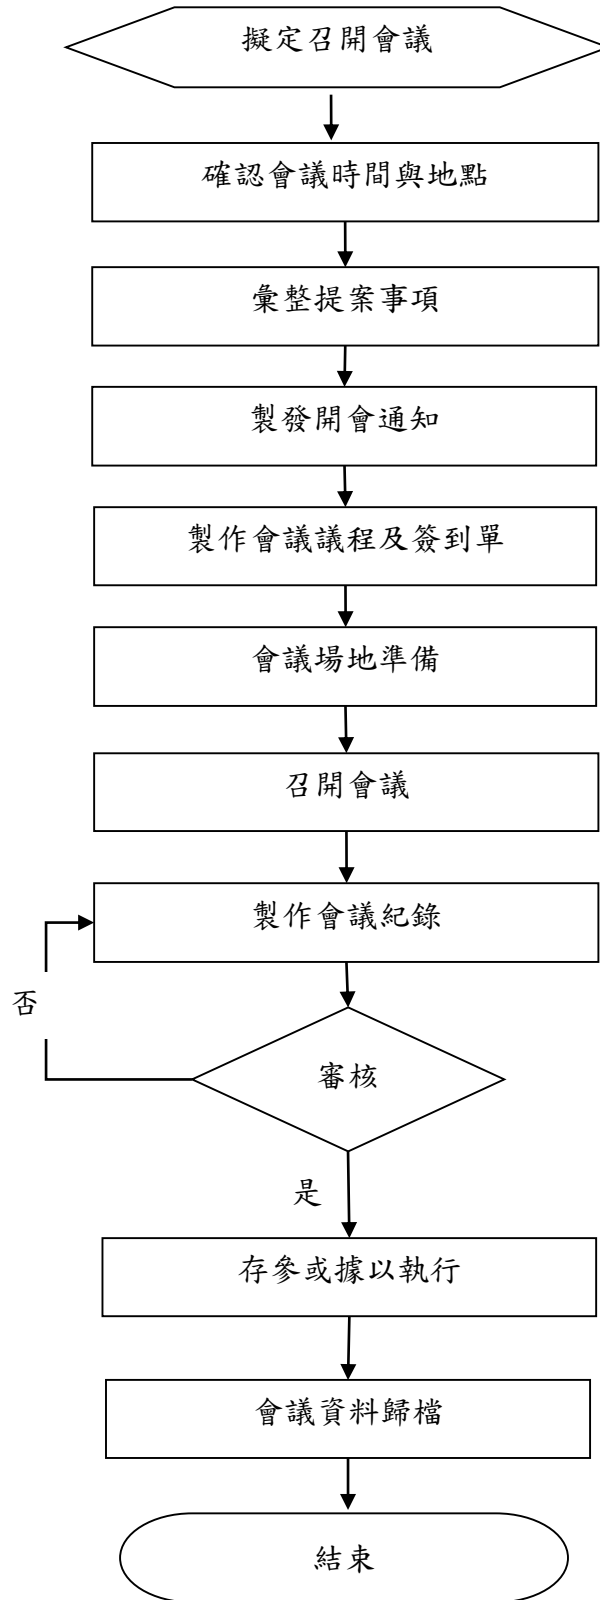 擬定召開會議
確認會議時間與地點
彙整提案事項
製發開會通知
製作會議議程及簽到單
會議場地準備
召開會議
製作會議紀錄
否
審核
是
存參或據以執行
會議資料歸檔
結束